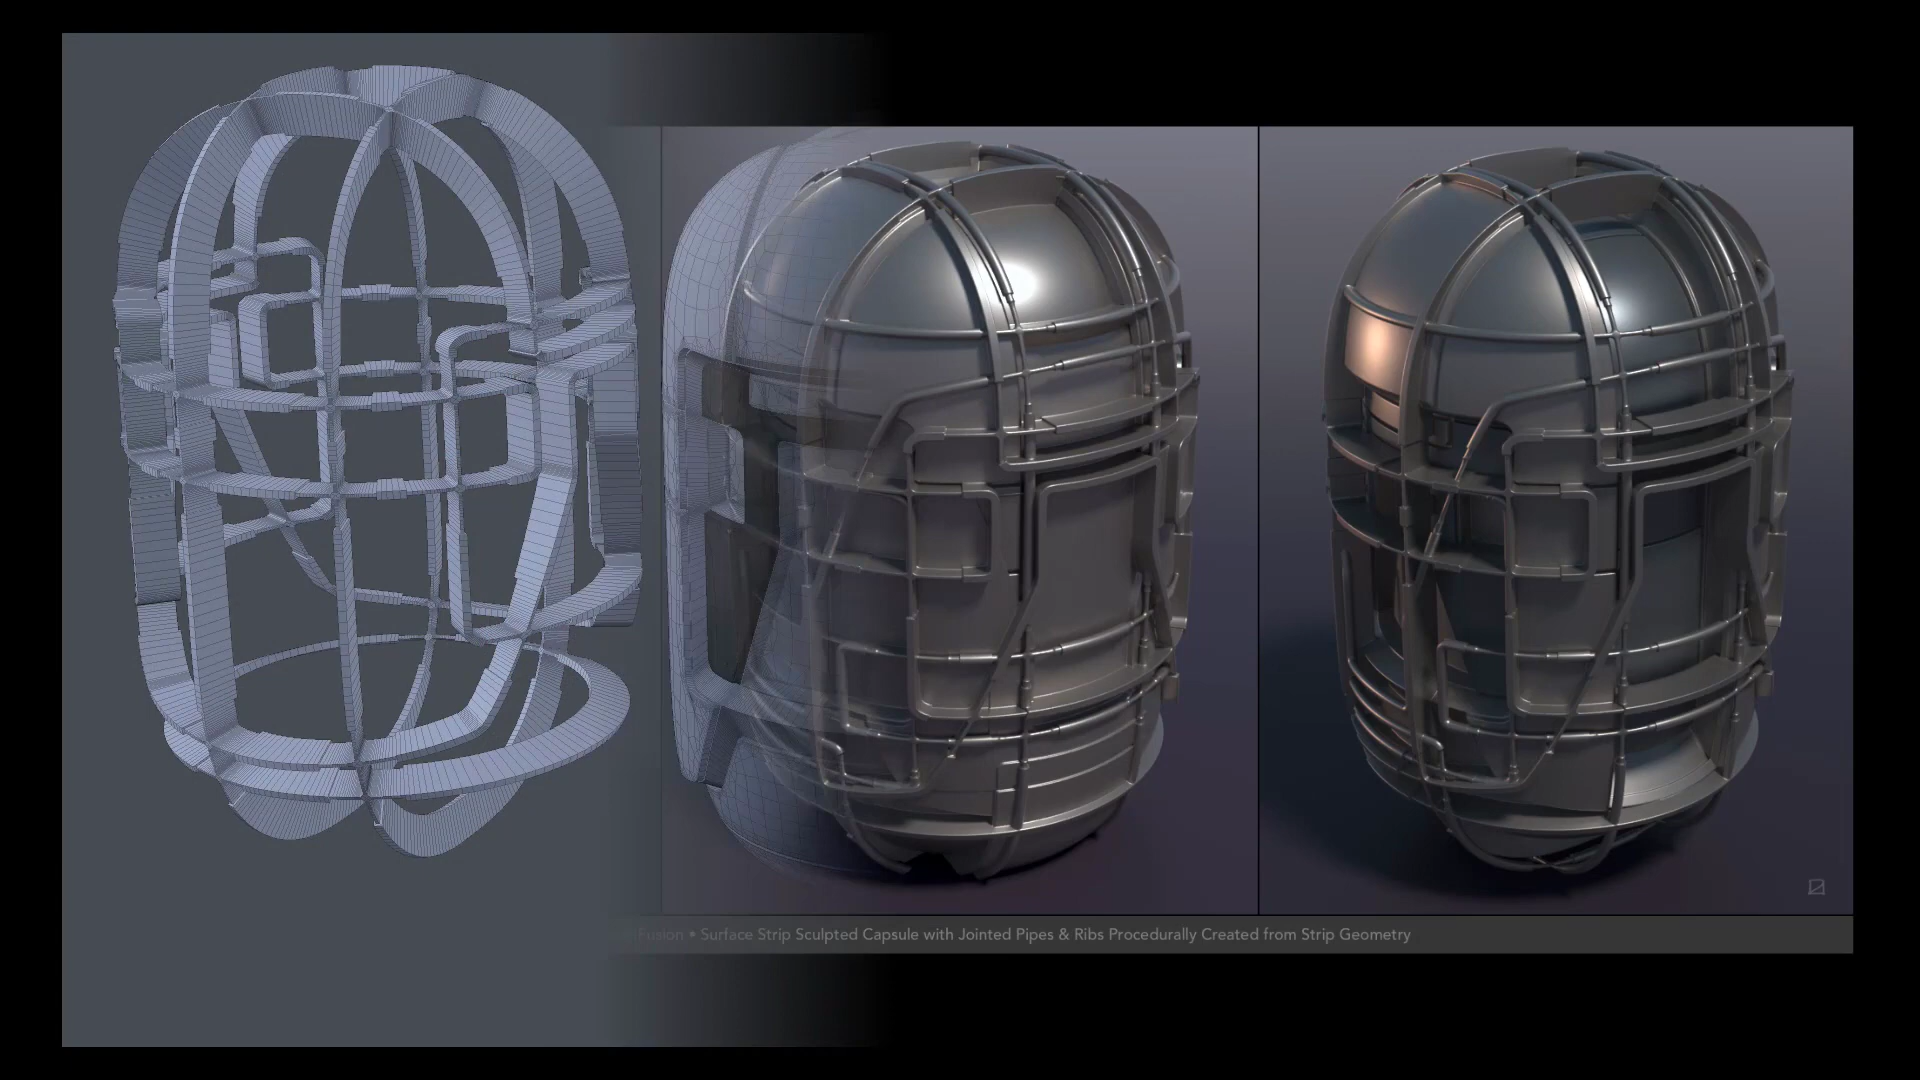 Fusion • Surface Strip Sculpted Capsule with Jointed Pipes & Ribs Procedurally Created from Strip Geometry